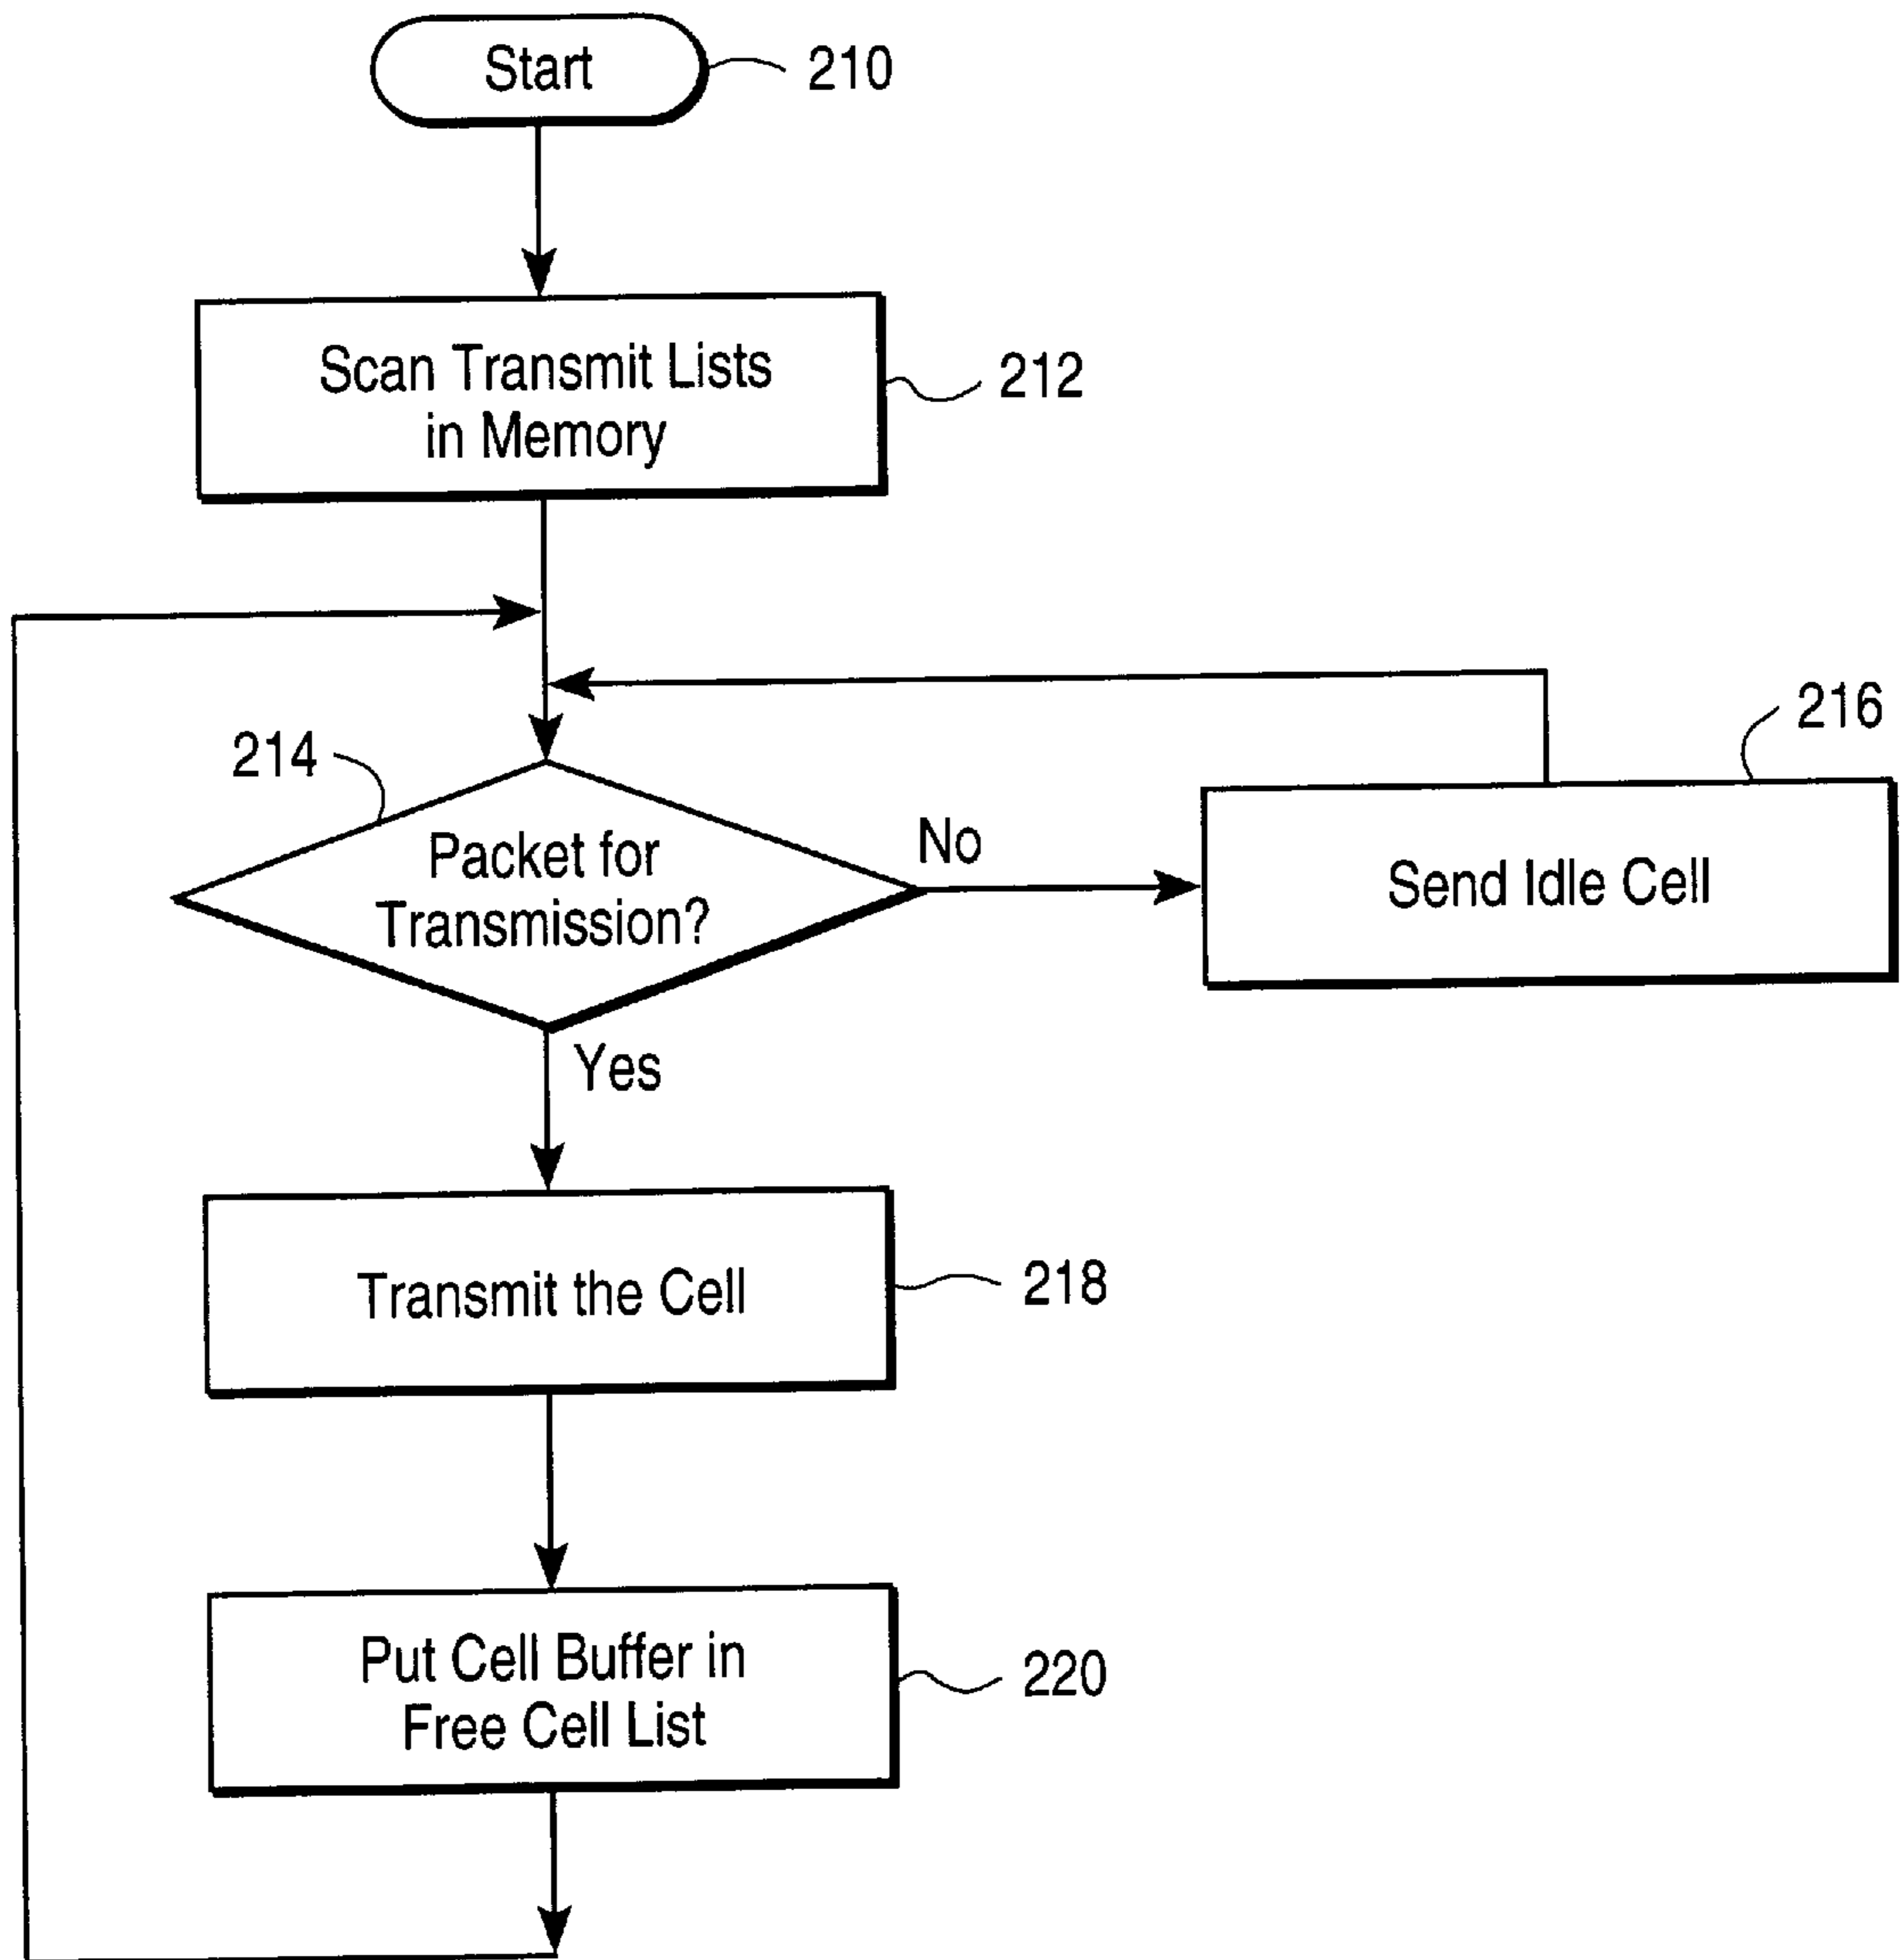 Start
210
Scan Transmit Lists
in Memory
212
214
216
Packet for
Transmission?
No
Send Idle Cell
Yes
Transmit the Cell
218
Put Cell Buffer in
Free Cell List
220